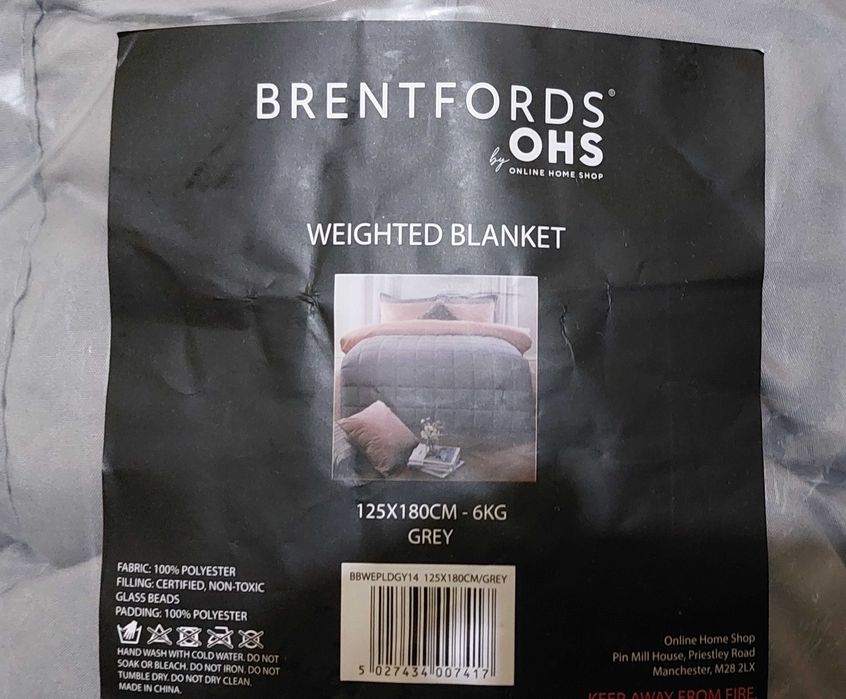 BRENTFORDS®
by OHS
ONLINE HOME SHOP
WEIGHTED BLANKET
125X180CM - 6KG
GREY
FABRIC: 100% POLYESTER
FILLING: CERTIFIED, NON-TOXIC
GLASS BEADS
PADDING: 100% POLYESTER
HAND WASH WITH COLD WATER. DO NOT
SOAK OR BLEACH. DO NOT IRON. DO NOT
TUMBLE DRY. DO NOT DRY CLEAN.
MADE IN CHINA.
BBWEPLDGY14 125X180CM/GREY
5 027434 007417
Online Home Shop
Pin Mill House, Priestley Road
Manchester, M28 2LX
KEEP AWAY FROM FIRE